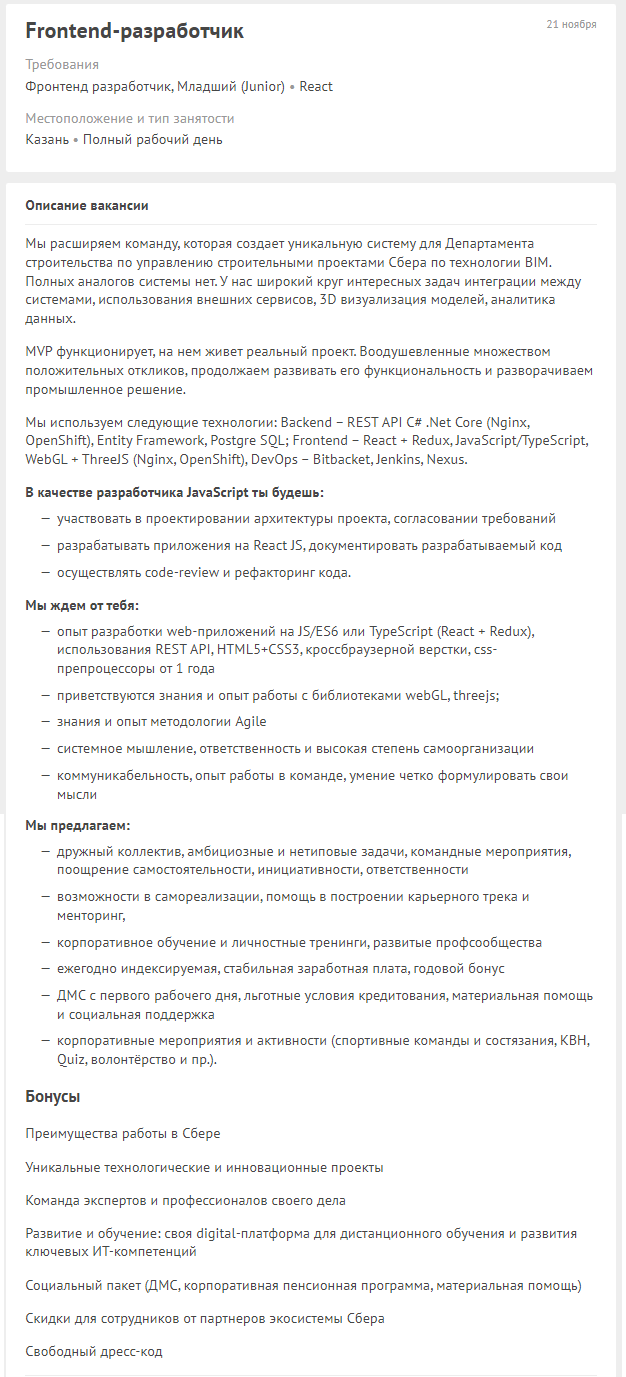 Frontend-разработчик
21 ноября
Требования
Фронтенд разработчик, Младший (Junior) • React
Местоположение и тип занятости
Казань • Полный рабочий день
Описание вакансии
Мы расширяем команду, которая создает уникальную систему для Департамента
строительства по управлению строительными проектами Сбера по технологии BIM.
Полных аналогов системы нет. У нас широкий круг интересных задач интеграции между
системами, использования внешних сервисов, 3D визуализация моделей, аналитика
данных.
MVP функционирует, на нем живет реальный проект. Воодушевленные множеством
положительных откликов, продолжаем развивать его функциональность и разворачиваем
промышленное решение.
Мы используем следующие технологии: Backend – REST API C# .Net Core (Nginx,
OpenShift), Entity Framework, Postgre SQL; Frontend – React + Redux, JavaScript/TypeScript,
WebGL + ThreeJS (Nginx, OpenShift), DevOps – Bitbacket, Jenkins, Nexus.
В качестве разработчика JavaScript ты будешь:
— участвовать в проектировании архитектуры проекта, согласовании требований
— разрабатывать приложения на React JS, документировать разрабатываемый код
— осуществлять code-review и рефакторинг кода.
Мы ждем от тебя:
— опыт разработки web-приложений на JS/ES6 или TypeScript (React + Redux),
использования REST API, HTML5+CSS3, кроссбраузерной верстки, css-
препроцессоры от 1 года
— приветствуются знания и опыт работы с библиотеками webGL, threejs;
— знания и опыт методологии Agile
— системное мышление, ответственность и высокая степень самоорганизации
— коммуникабельность, опыт работы в команде, умение четко формулировать свои
мысли
Мы предлагаем:
— дружный коллектив, амбициозные и нетиповые задачи, командные мероприятия,
поощрение самостоятельности, инициативности, ответственности
— возможности в самореализации, помощь в построении карьерного трека и
менторинг,
— корпоративное обучение и личностные тренинги, развитые профсообщества
— ежегодно индексируемая, стабильная заработная плата, годовой бонус
— ДМС с первого рабочего дня, льготные условия кредитования, материальная помощь
и социальная поддержка
— корпоративные мероприятия и активности (спортивные команды и состязания, КВН,
Quiz, волонтёрство и пр.).
Бонусы
Преимущества работы в Сбере
Уникальные технологические и инновационные проекты
Команда экспертов и профессионалов своего дела
Развитие и обучение: своя digital-платформа для дистанционного обучения и развития
ключевых ИТ-компетенций
Социальный пакет (ДМС, корпоративная пенсионная программа, материальная помощь)
Скидки для сотрудников от партнеров экосистемы Сбера
Свободный дресс-код